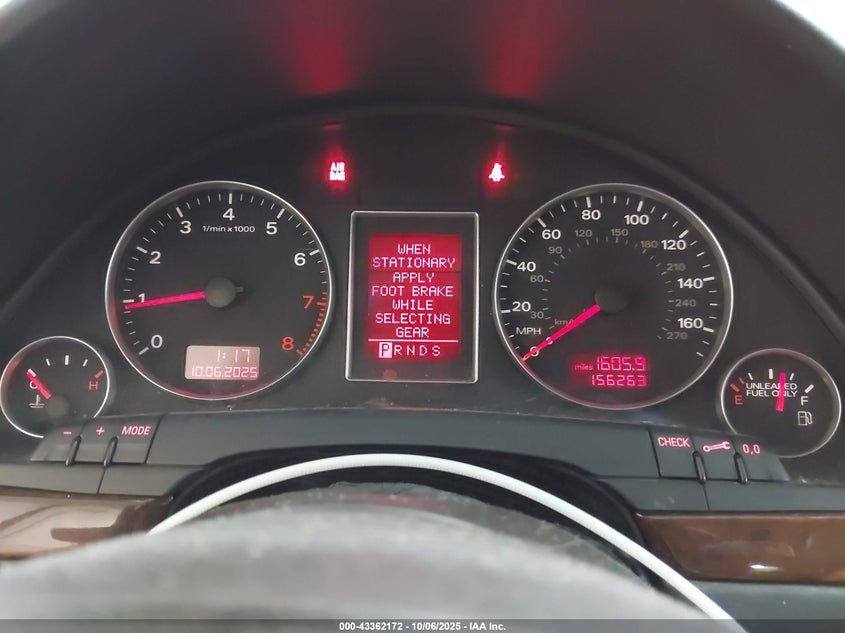 AIR
BAG
1/min x 1000
0
1
2
3
4
5
6
7
8
1:17
10.06.2025
WHEN
STATIONARY
APPLY
FOOT BRAKE
WHILE
SELECTING
GEAR
PRNDS
0
20
40
60
80
100
120
140
160
MPH
30
60
90
120
150
180
210
240
270
km/h
miles 1605.9
156263
C
H
E
UNLEADED
FUEL ONLY
F
- + MODE
CHECK
0,0
000-43362172 - 10/06/2025 - IAA Inc.